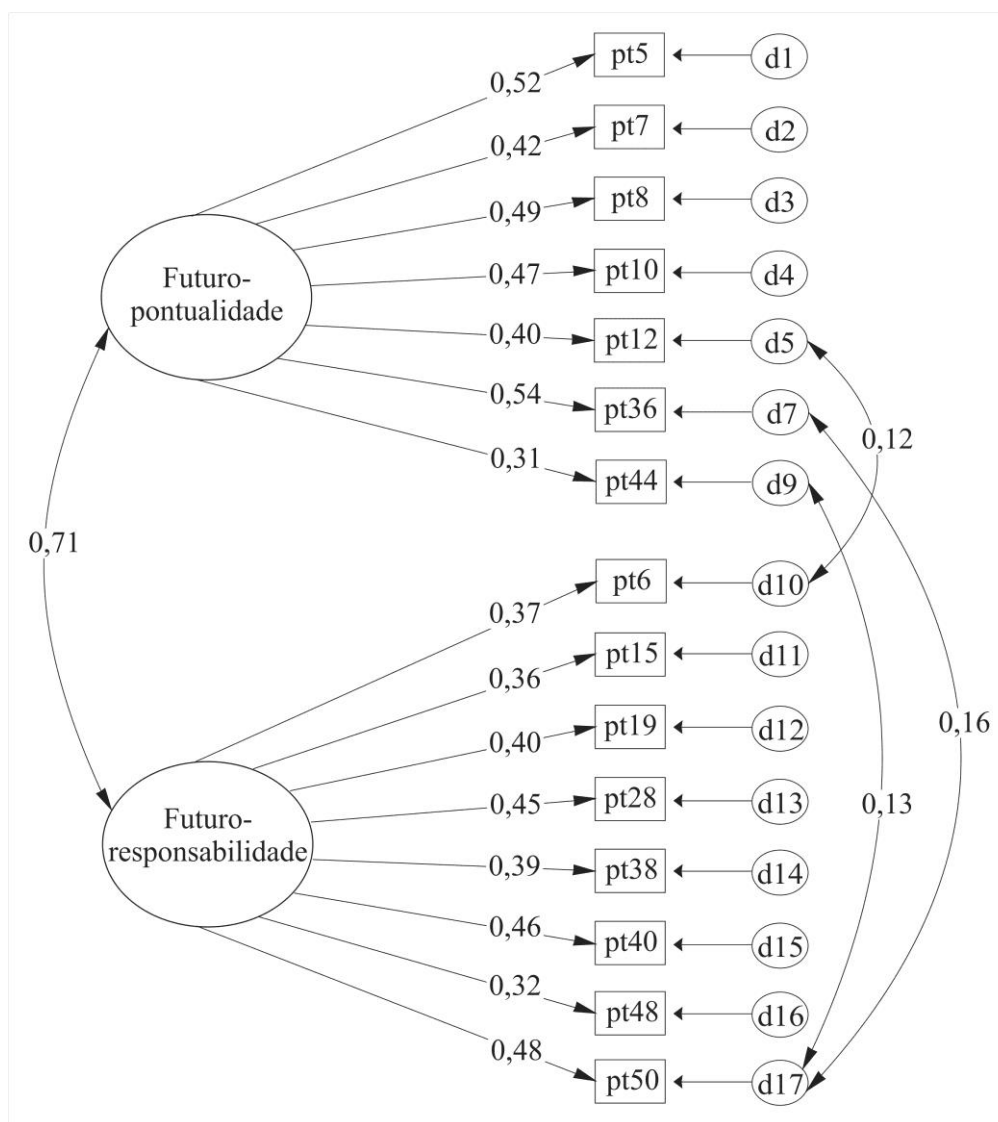 pt5
d1
0,52
pt7
d2
0,42
pt8
d3
0,49
Futuro-
pontualidade
0,47
pt10
d4
0,40
pt12
d5
0,54
pt36
d7
0,12
0,31
pt44
d9
0,71
pt6
d10
0,37
pt15
d11
0,36
pt19
d12
0,16
0,40
Futuro-
responsabilidade
0,45
pt28
d13
0,13
0,39
pt38
d14
0,46
pt40
d15
0,32
pt48
d16
0,48
pt50
d17